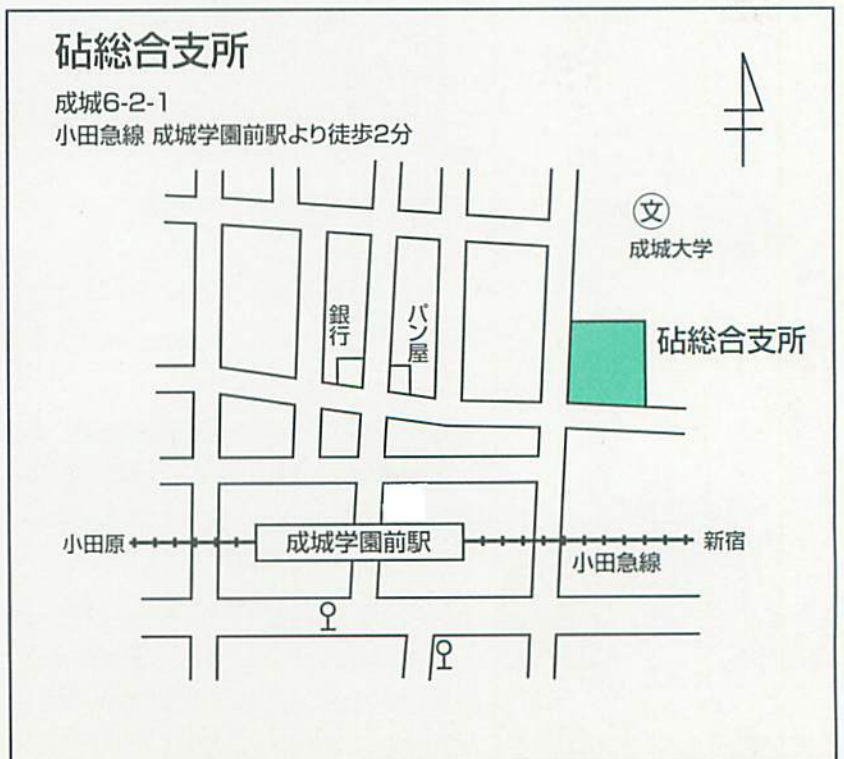 砧総合支所
成城6-2-1
小田急線 成城学園前駅より徒歩2分
文
成城大学
銀行
パン屋
砧総合支所
小田原
成城学園前駅
新宿
小田急線